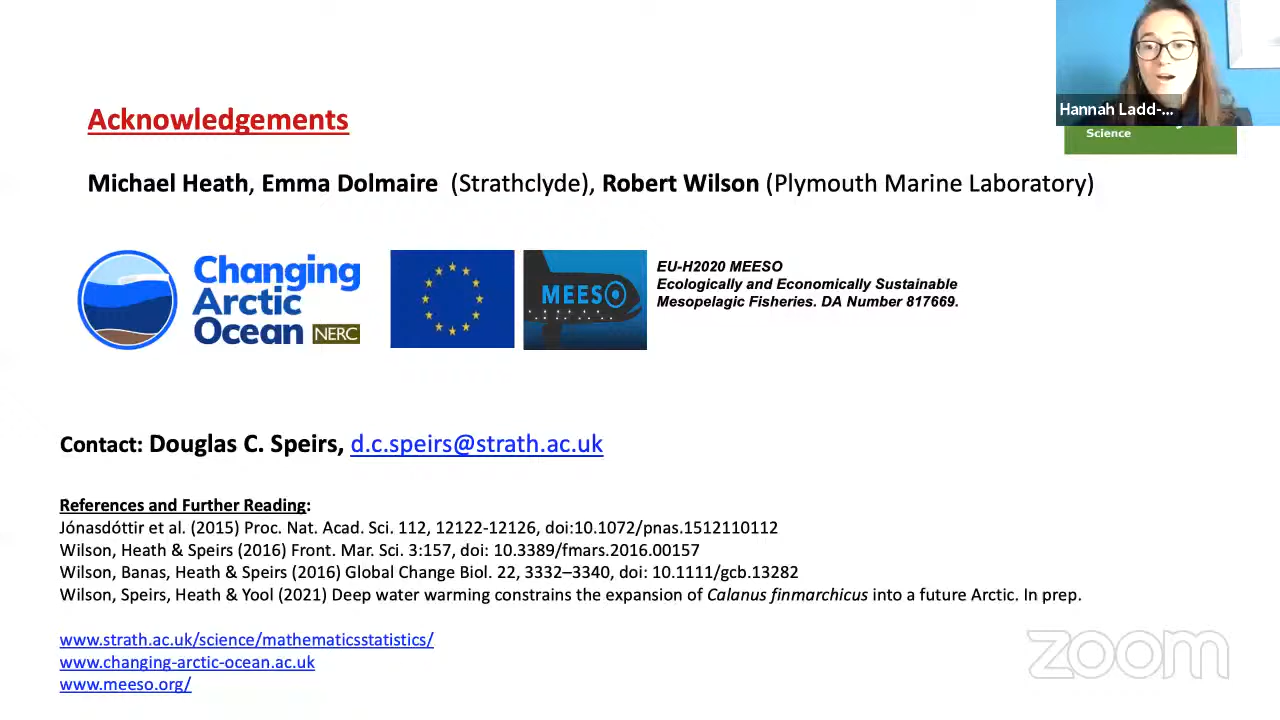 Hannah Ladd-...
Science
Acknowledgements
Michael Heath, Emma Dolmaire (Strathclyde), Robert Wilson (Plymouth Marine Laboratory)
Changing
Arctic
Ocean NERC
MEESO
EU-H2020 MEESO
Ecologically and Economically Sustainable
Mesopelagic Fisheries. DA Number 817669.
Contact: Douglas C. Speirs, d.c.speirs@strath.ac.uk
References and Further Reading:
Jónasdóttir et al. (2015) Proc. Nat. Acad. Sci. 112, 12122-12126, doi:10.1072/pnas.1512110112
Wilson, Heath & Speirs (2016) Front. Mar. Sci. 3:157, doi: 10.3389/fmars.2016.00157
Wilson, Banas, Heath & Speirs (2016) Global Change Biol. 22, 3332–3340, doi: 10.1111/gcb.13282
Wilson, Speirs, Heath & Yool (2021) Deep water warming constrains the expansion of Calanus finmarchicus into a future Arctic. In prep.
www.strath.ac.uk/science/mathematicsstatistics/
www.changing-arctic-ocean.ac.uk
www.meeso.org/
zoom